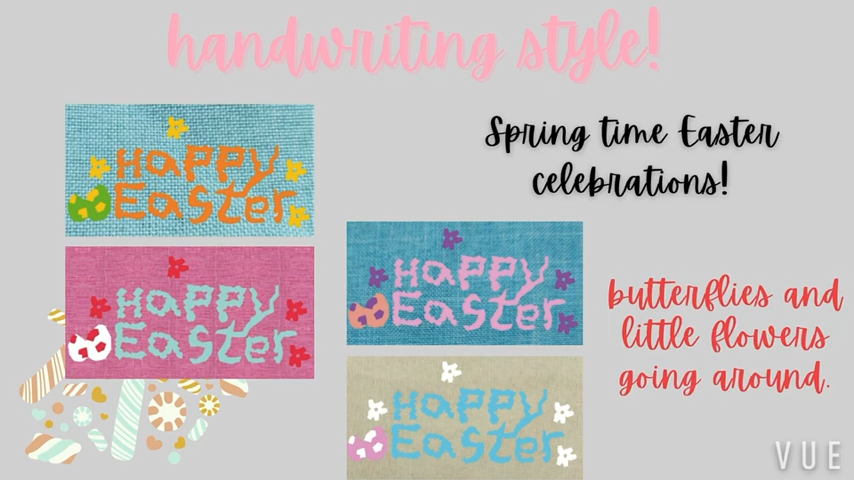 handwriting style!
Spring time Easter
celebrations!
Happy
Easter
Happy
Easter
Happy
Easter
Happy
Easter
butterflies and
little flowers
going around.
VUE